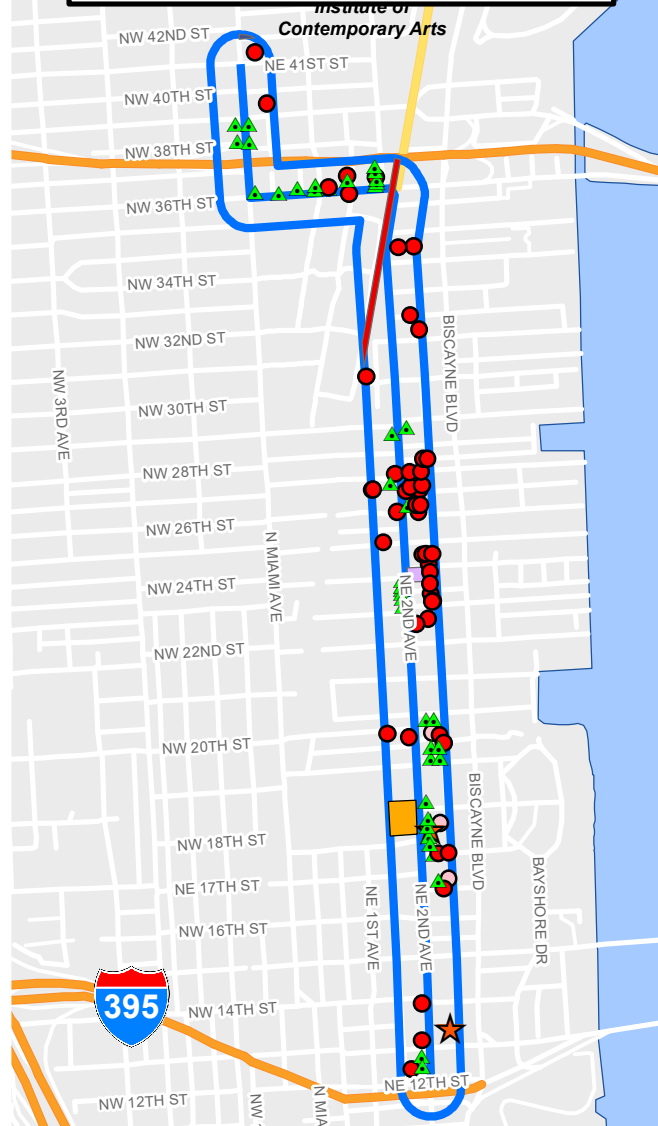 Institute of
Contemporary Arts
NW 42ND ST
NE 41ST ST
NW 40TH ST
NW 38TH ST
NW 36TH ST
NW 34TH ST
BISCAYNE BLVD
NW 32ND ST
NW 3RD AVE
NW 30TH ST
NW 28TH ST
NW 26TH ST
N MIAMI AVE
NW 24TH ST
NE 2ND AVE
NW 22ND ST
NW 20TH ST
BISCAYNE BLVD
NW 18TH ST
BAYSHORE DR
NE 17TH ST
NE 1ST AVE
NE 2ND AVE
NW 16TH ST
395
NW 14TH ST
NE 12TH ST
NW 12TH ST
NW
N MIA